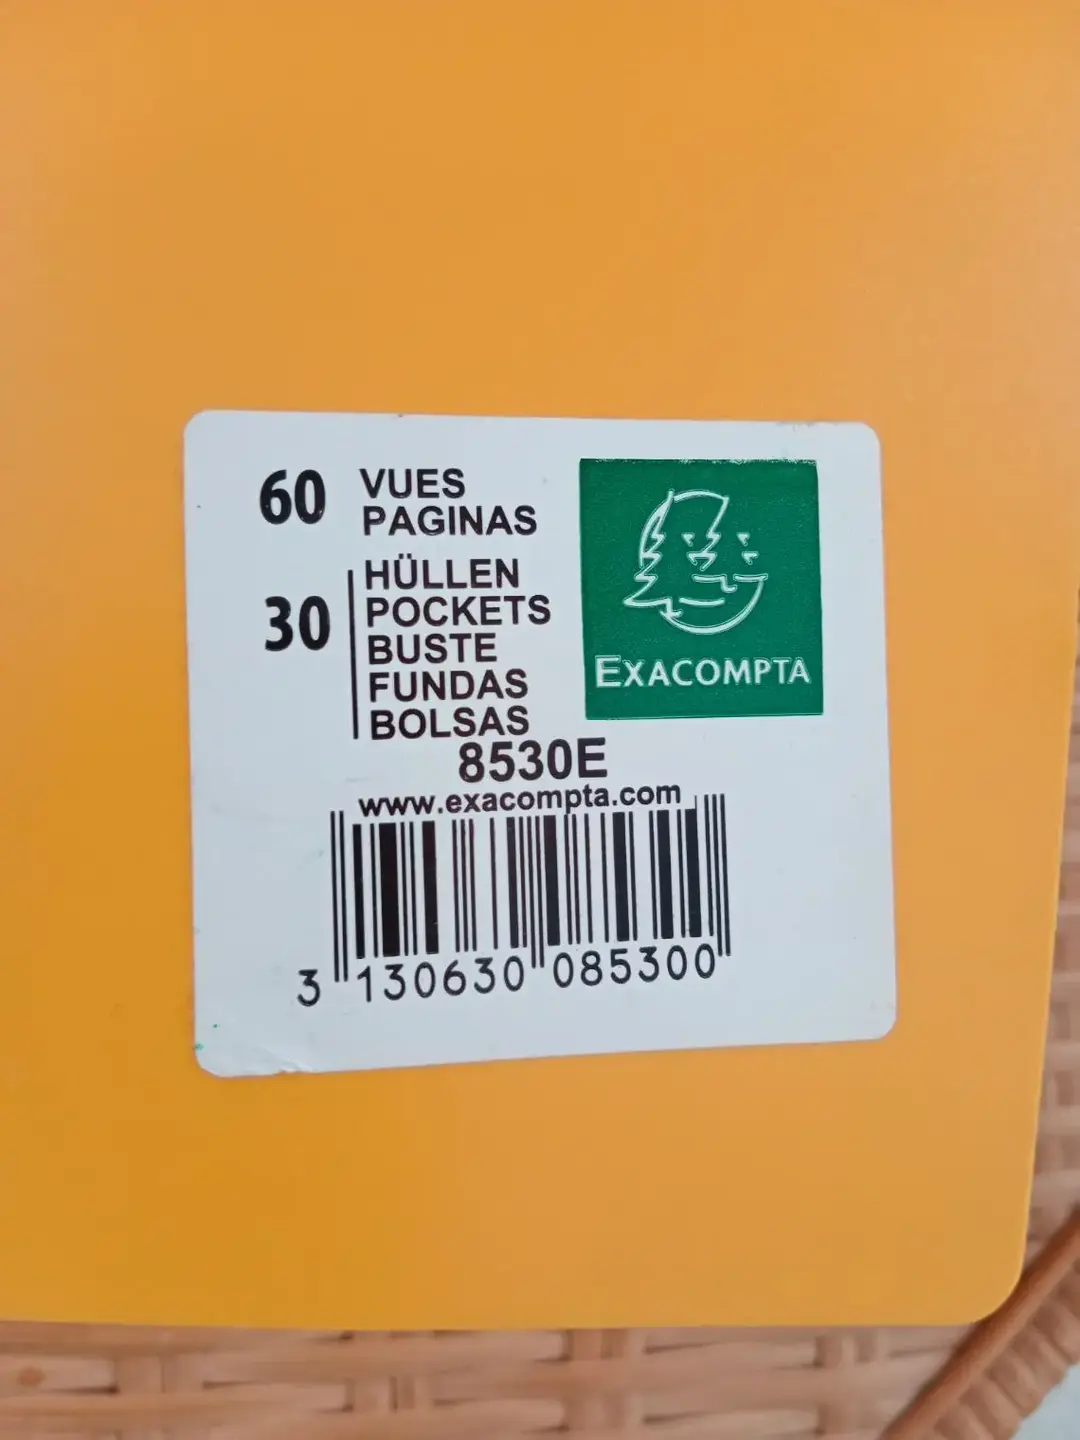 60 VUES
PAGINAS
30 HÜLLEN
POCKETS
BUSTE
FUNDAS
BOLSAS
EXACOMPTA
8530E
www.exacompta.com
3 130630 085300